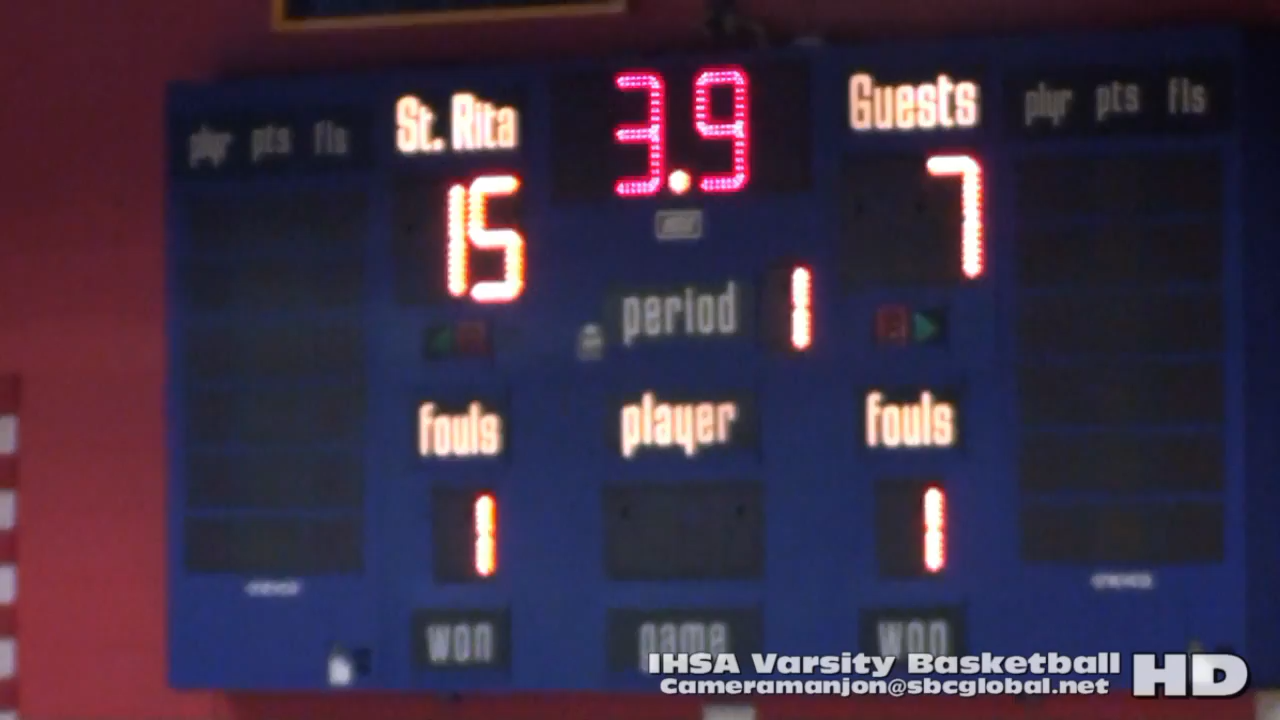 plyr pts fls
St. Rita
3.9
Guests
plyr pts fls
15
7
period 1
fouls
player
fouls
1
1
won
game
won
IHSA Varsity Basketball HD
Cameramanjon@sbcglobal.net